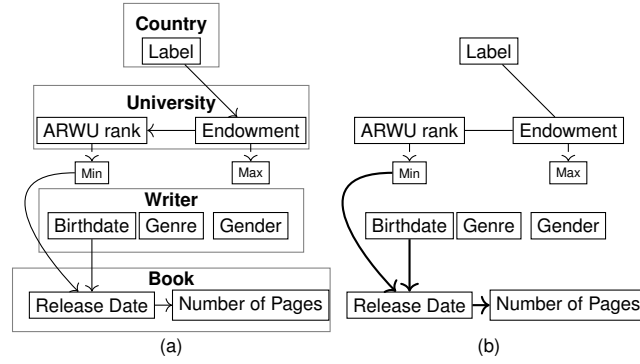 Country
Label
Label
University
ARWU rank
Endowment
ARWU rank
Endowment
Min
Max
Min
Max
Writer
Birthdate
Genre
Gender
Birthdate
Genre
Gender
Book
Release Date
Number of Pages
Release Date
Number of Pages
(a)
(b)